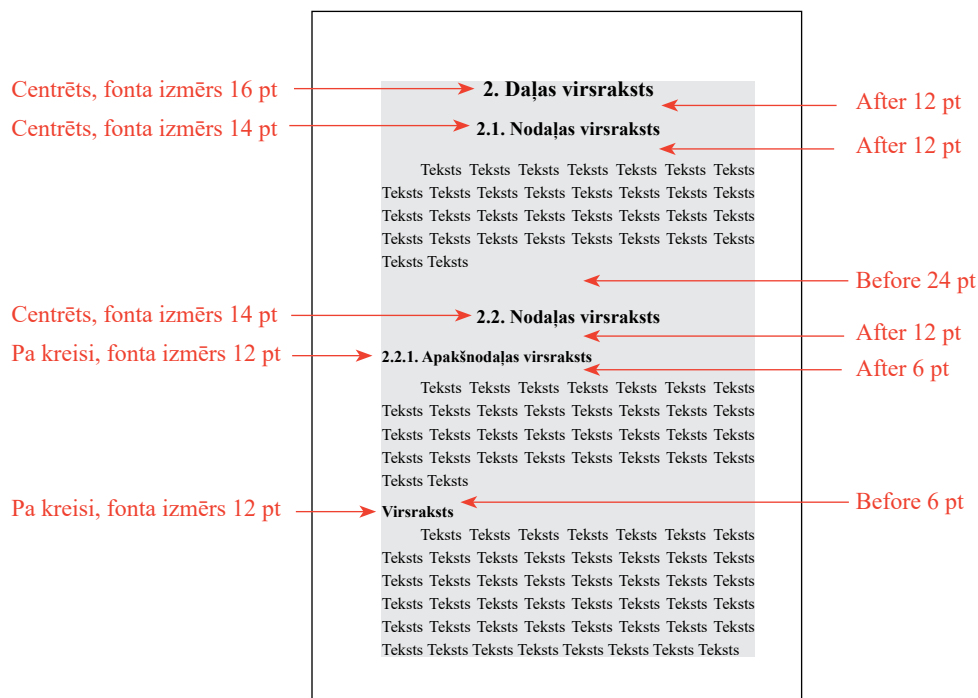 Centrēts, fonta izmērs 16 pt
2. Daļas virsraksts
After 12 pt
Centrēts, fonta izmērs 14 pt
2.1. Nodaļas virsraksts
After 12 pt
Teksts Teksts Teksts Teksts Teksts Teksts Teksts
Teksts Teksts Teksts Teksts Teksts Teksts Teksts Teksts
Teksts Teksts Teksts Teksts Teksts Teksts Teksts Teksts
Teksts Teksts Teksts Teksts Teksts Teksts Teksts Teksts
Teksts Teksts
Before 24 pt
Centrēts, fonta izmērs 14 pt
2.2. Nodaļas virsraksts
After 12 pt
Pa kreisi, fonta izmērs 12 pt
2.2.1. Apakšnodaļas virsraksts
After 6 pt
Teksts Teksts Teksts Teksts Teksts Teksts Teksts
Teksts Teksts Teksts Teksts Teksts Teksts Teksts Teksts
Teksts Teksts Teksts Teksts Teksts Teksts Teksts Teksts
Teksts Teksts Teksts Teksts Teksts Teksts Teksts Teksts
Teksts Teksts
Before 6 pt
Pa kreisi, fonta izmērs 12 pt
Virsraksts
Teksts Teksts Teksts Teksts Teksts Teksts Teksts
Teksts Teksts Teksts Teksts Teksts Teksts Teksts Teksts
Teksts Teksts Teksts Teksts Teksts Teksts Teksts Teksts
Teksts Teksts Teksts Teksts Teksts Teksts Teksts Teksts
Teksts Teksts Teksts Teksts Teksts Teksts Teksts Teksts
Teksts Teksts Teksts Teksts Teksts Teksts Teksts Teksts